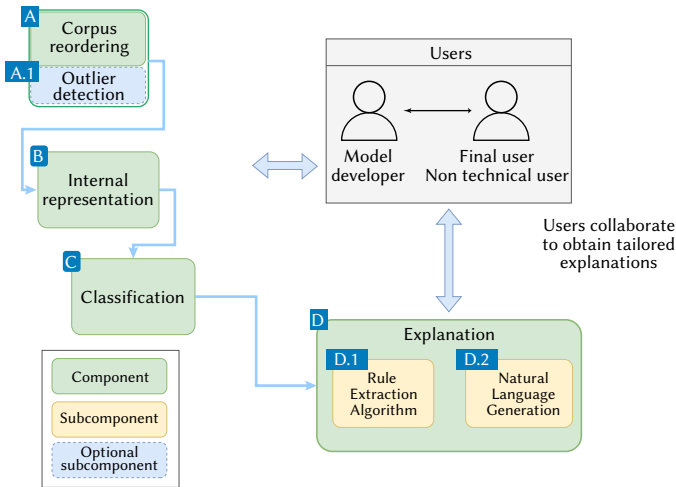 A
Corpus
reordering
A.1
Outlier
detection
B
Internal
representation
C
Classification
Users
Model
developer
Final user
Non technical user
Users collaborate
to obtain tailored
explanations
D
Explanation
D.1
Rule
Extraction
Algorithm
D.2
Natural
Language
Generation
Component
Subcomponent
Optional
subcomponent